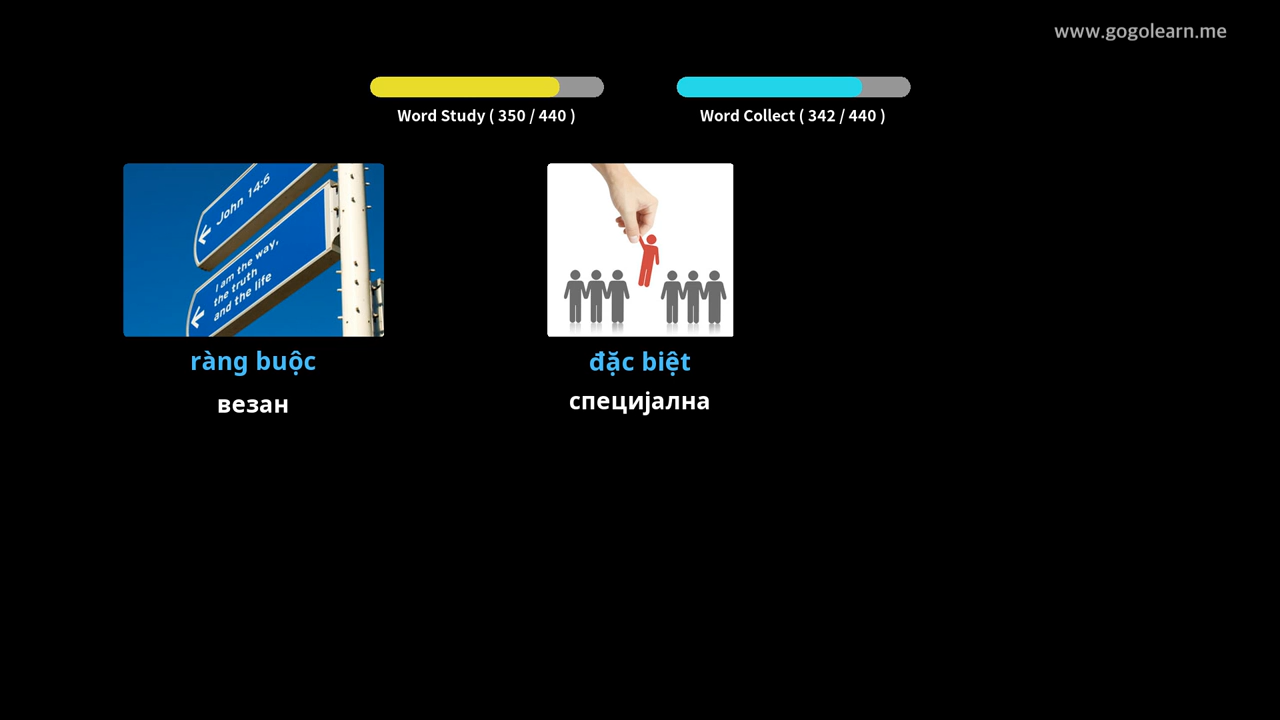 www.gogolearn.me
Word Study ( 350 / 440 )
Word Collect ( 342 / 440 )
John 14:6
I am the way,
the truth
and the life
ràng buộc
đặc biệt
везан
специјална